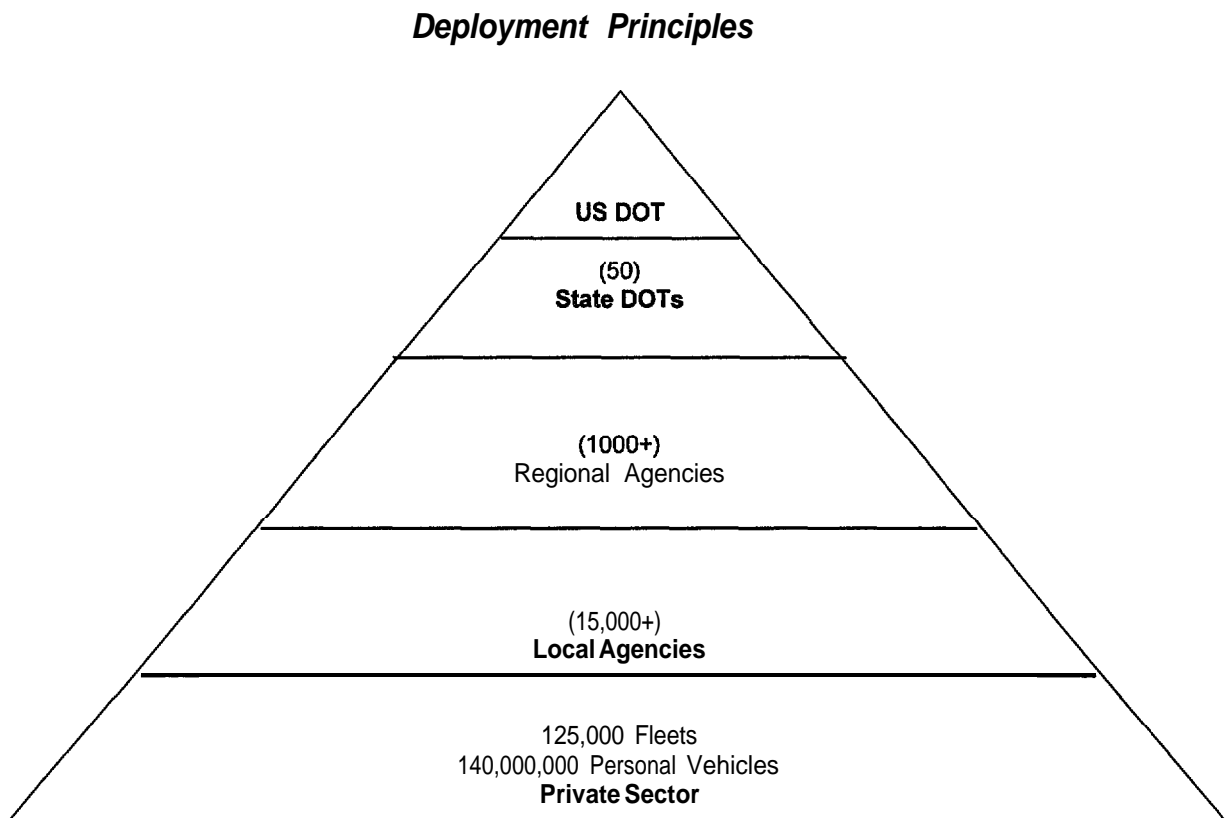 Deployment Principles
US DOT
(50)
State DOTs
(1000+)
Regional Agencies
(15,000+)
Local Agencies
125,000 Fleets
140,000,000 Personal Vehicles
Private Sector